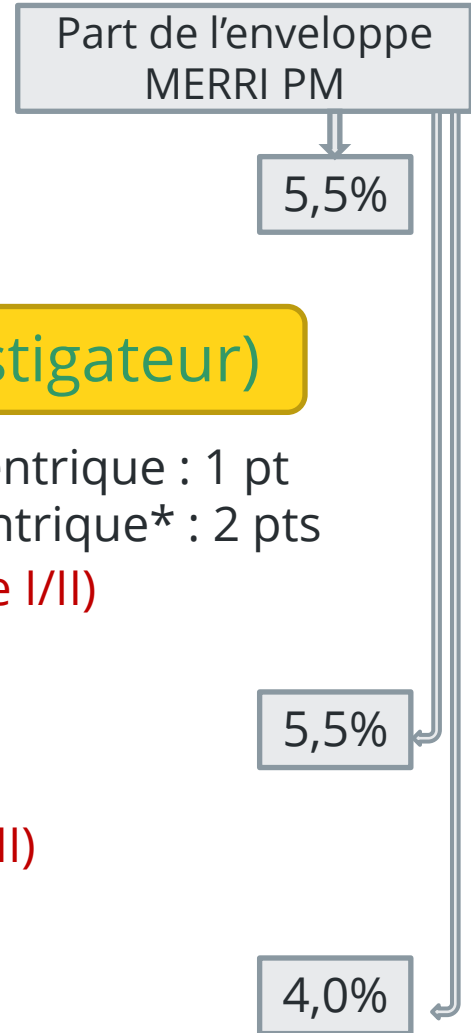 Part de l’enveloppe
MERRI PM
5,5%
stigateur)
entrique : 1 pt
ntrique* : 2 pts
e I/II)
5,5%
II)
4,0%